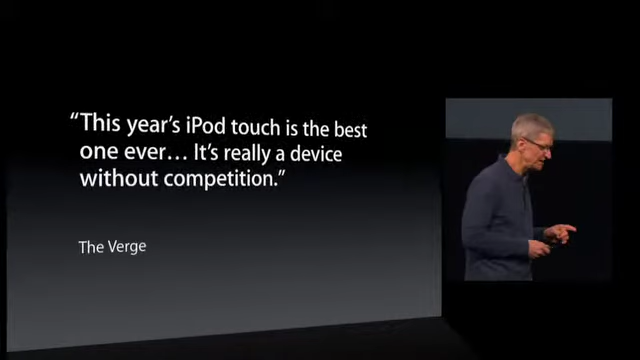 “This year’s iPod touch is the best
one ever... It’s really a device
without competition.”
The Verge